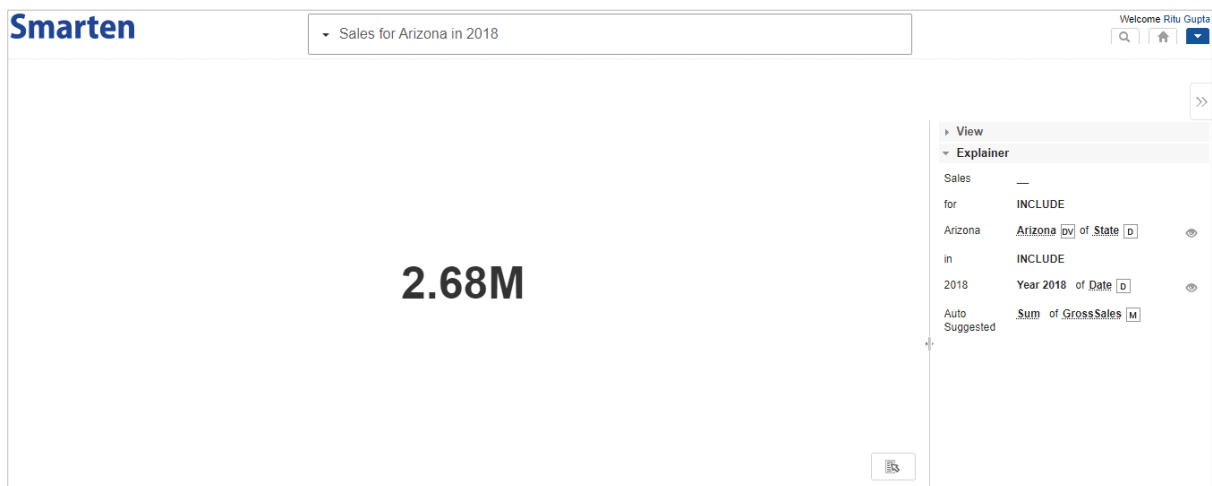 Smarten
Sales for Arizona in 2018
Welcome Ritu Gupta
View
Explainer
Sales __
for INCLUDE
Arizona Arizona DV of State D
in INCLUDE
2018 Year 2018 of Date D
Auto Suggested Sum of GrossSales M
2.68M